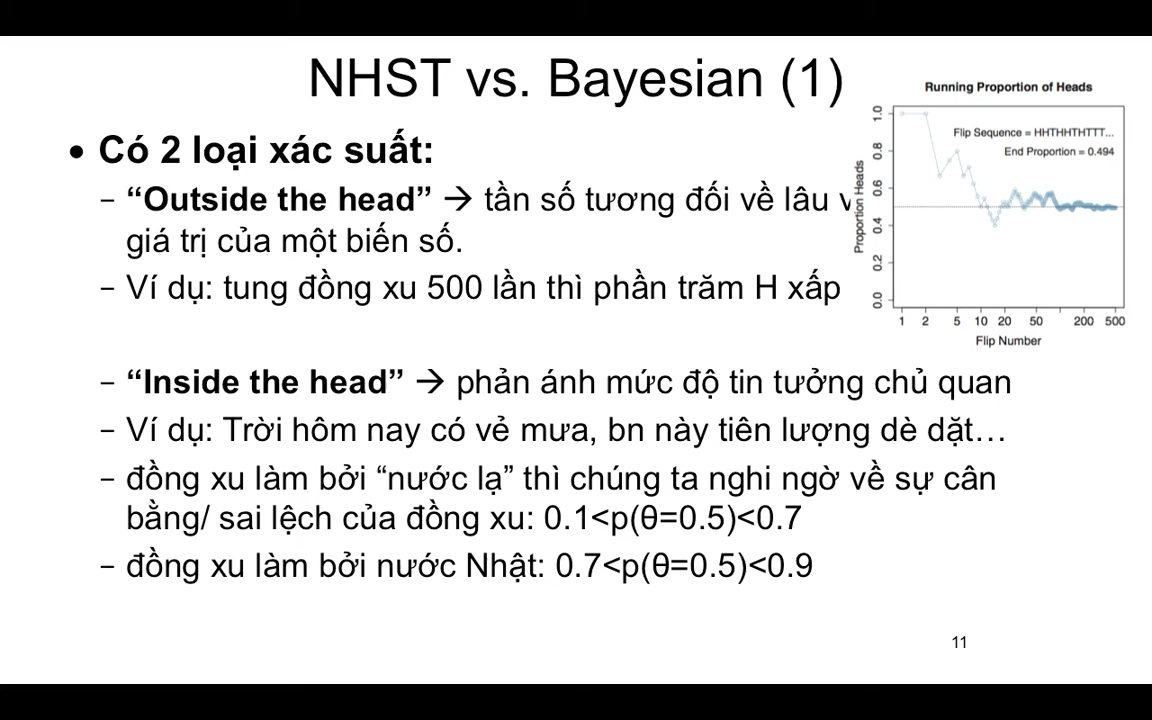 NHST vs. Bayesian (1)
• Có 2 loại xác suất:
– “Outside the head” → tần số tương đối về lâu
giá trị của một biến số.
– Ví dụ: tung đồng xu 500 lần thì phần trăm H xấp
Running Proportion of Heads
Flip Sequence = HHTHHTHTTT...
End Proportion = 0.494
Proportion Heads
1.0
0.8
0.6
0.4
0.2
0.0
1 2 5 10 20 50 200 500
Flip Number
– “Inside the head” → phản ánh mức độ tin tưởng chủ quan
– Ví dụ: Trời hôm nay có vẻ mưa, bn này tiên lượng dè dặt…
– đồng xu làm bởi “nước lạ” thì chúng ta nghi ngờ về sự cân
bằng/ sai lệch của đồng xu: 0.1<p(θ=0.5)<0.7
– đồng xu làm bởi nước Nhật: 0.7<p(θ=0.5)<0.9
11